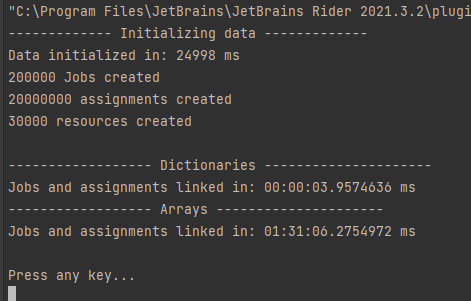 "C:\Program Files\JetBrains\JetBrains Rider 2021.3.2\plugi
------------- Initializing data -------------
Data initialized in: 24998 ms
200000 Jobs created
20000000 assignments created
30000 resources created
------------------ Dictionaries ---------------------
Jobs and assignments linked in: 00:00:03.9574636 ms
------------------ Arrays ---------------------
Jobs and assignments linked in: 01:31:06.2754972 ms
Press any key...